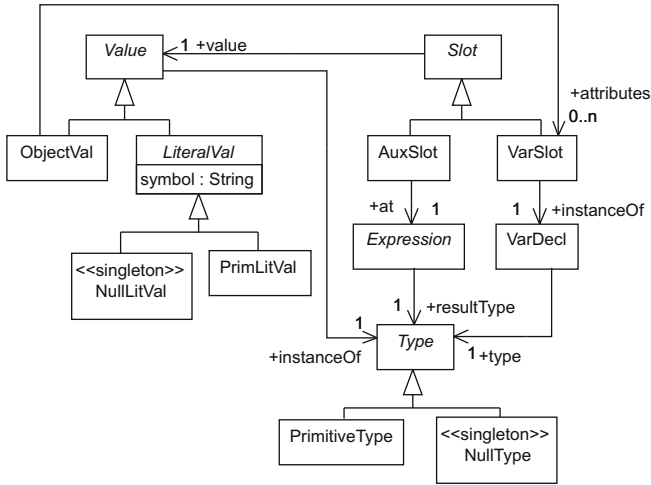 Value
1 +value
Slot
+attributes
0..n
ObjectVal
LiteralVal
symbol : String
AuxSlot
VarSlot
+at
1
1
+instanceOf
<<singleton>>
NullLitVal
PrimLitVal
Expression
VarDecl
1
+resultType
1
+instanceOf
Type
1
+type
PrimitiveType
<<singleton>>
NullType